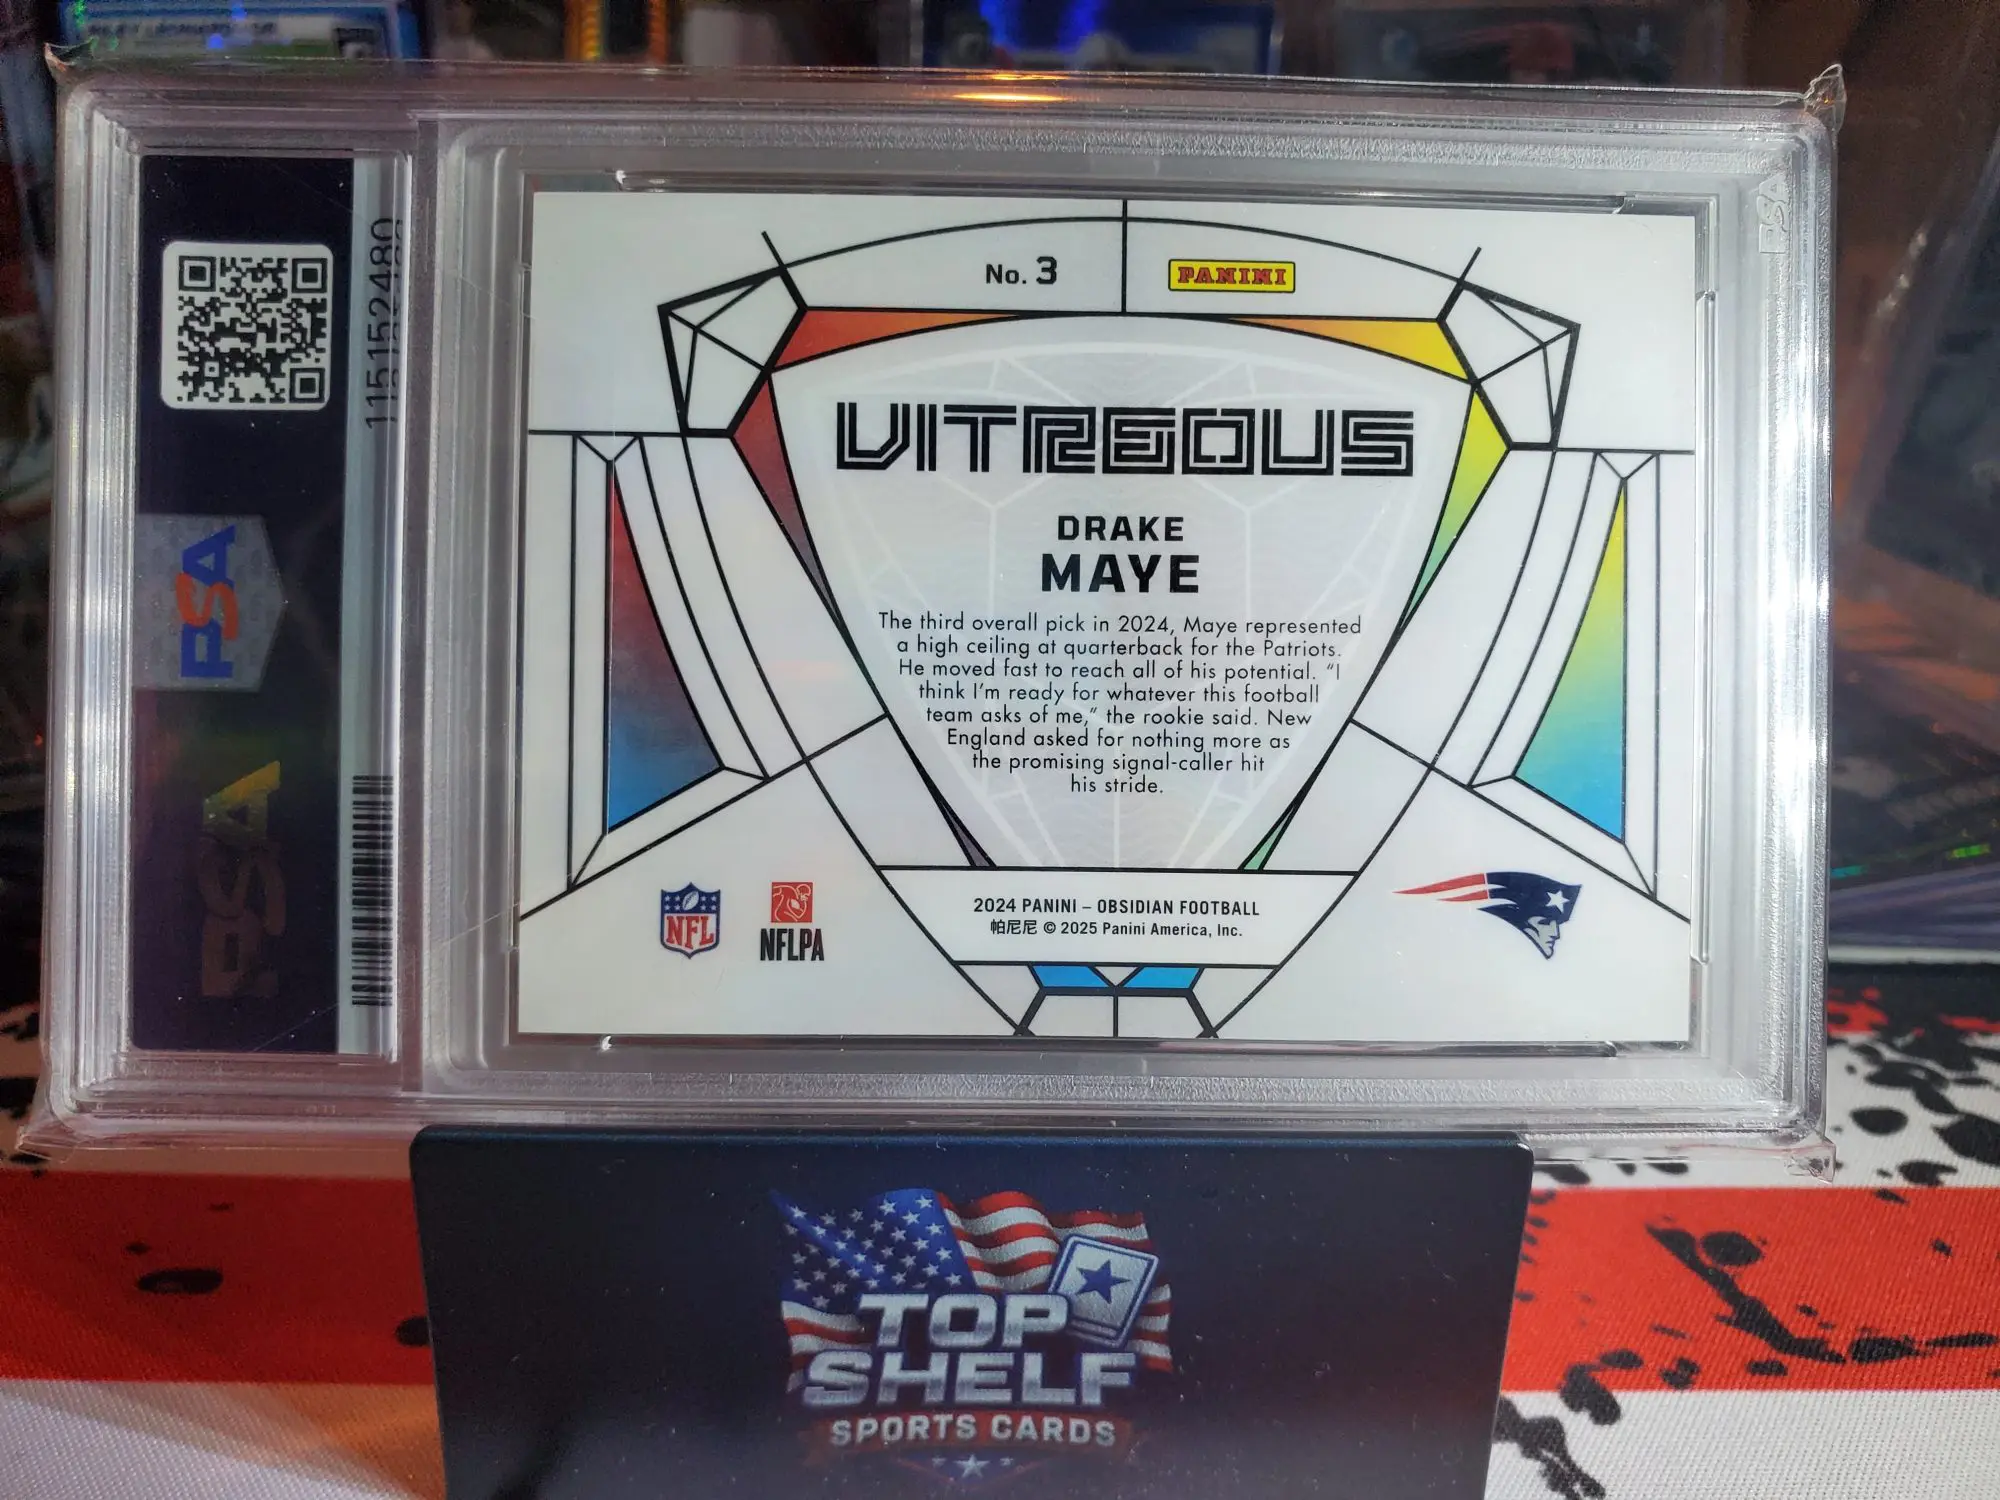 No. 3
PANINI
VITREOUS
DRAKE
MAYE
The third overall pick in 2024, Maye represented
a high ceiling at quarterback for the Patriots.
He moved fast to reach all of his potential. “I
think I’m ready for whatever this football
team asks of me,” the rookie said. New
England asked for nothing more as
the promising signal-caller hit
his stride.
NFL
NFLPA
2024 PANINI – OBSIDIAN FOOTBALL
帕尼尼 © 2025 Panini America, Inc.
115152480
PSA
PSA
PSA
TOP
SHELF
SPORTS CARDS